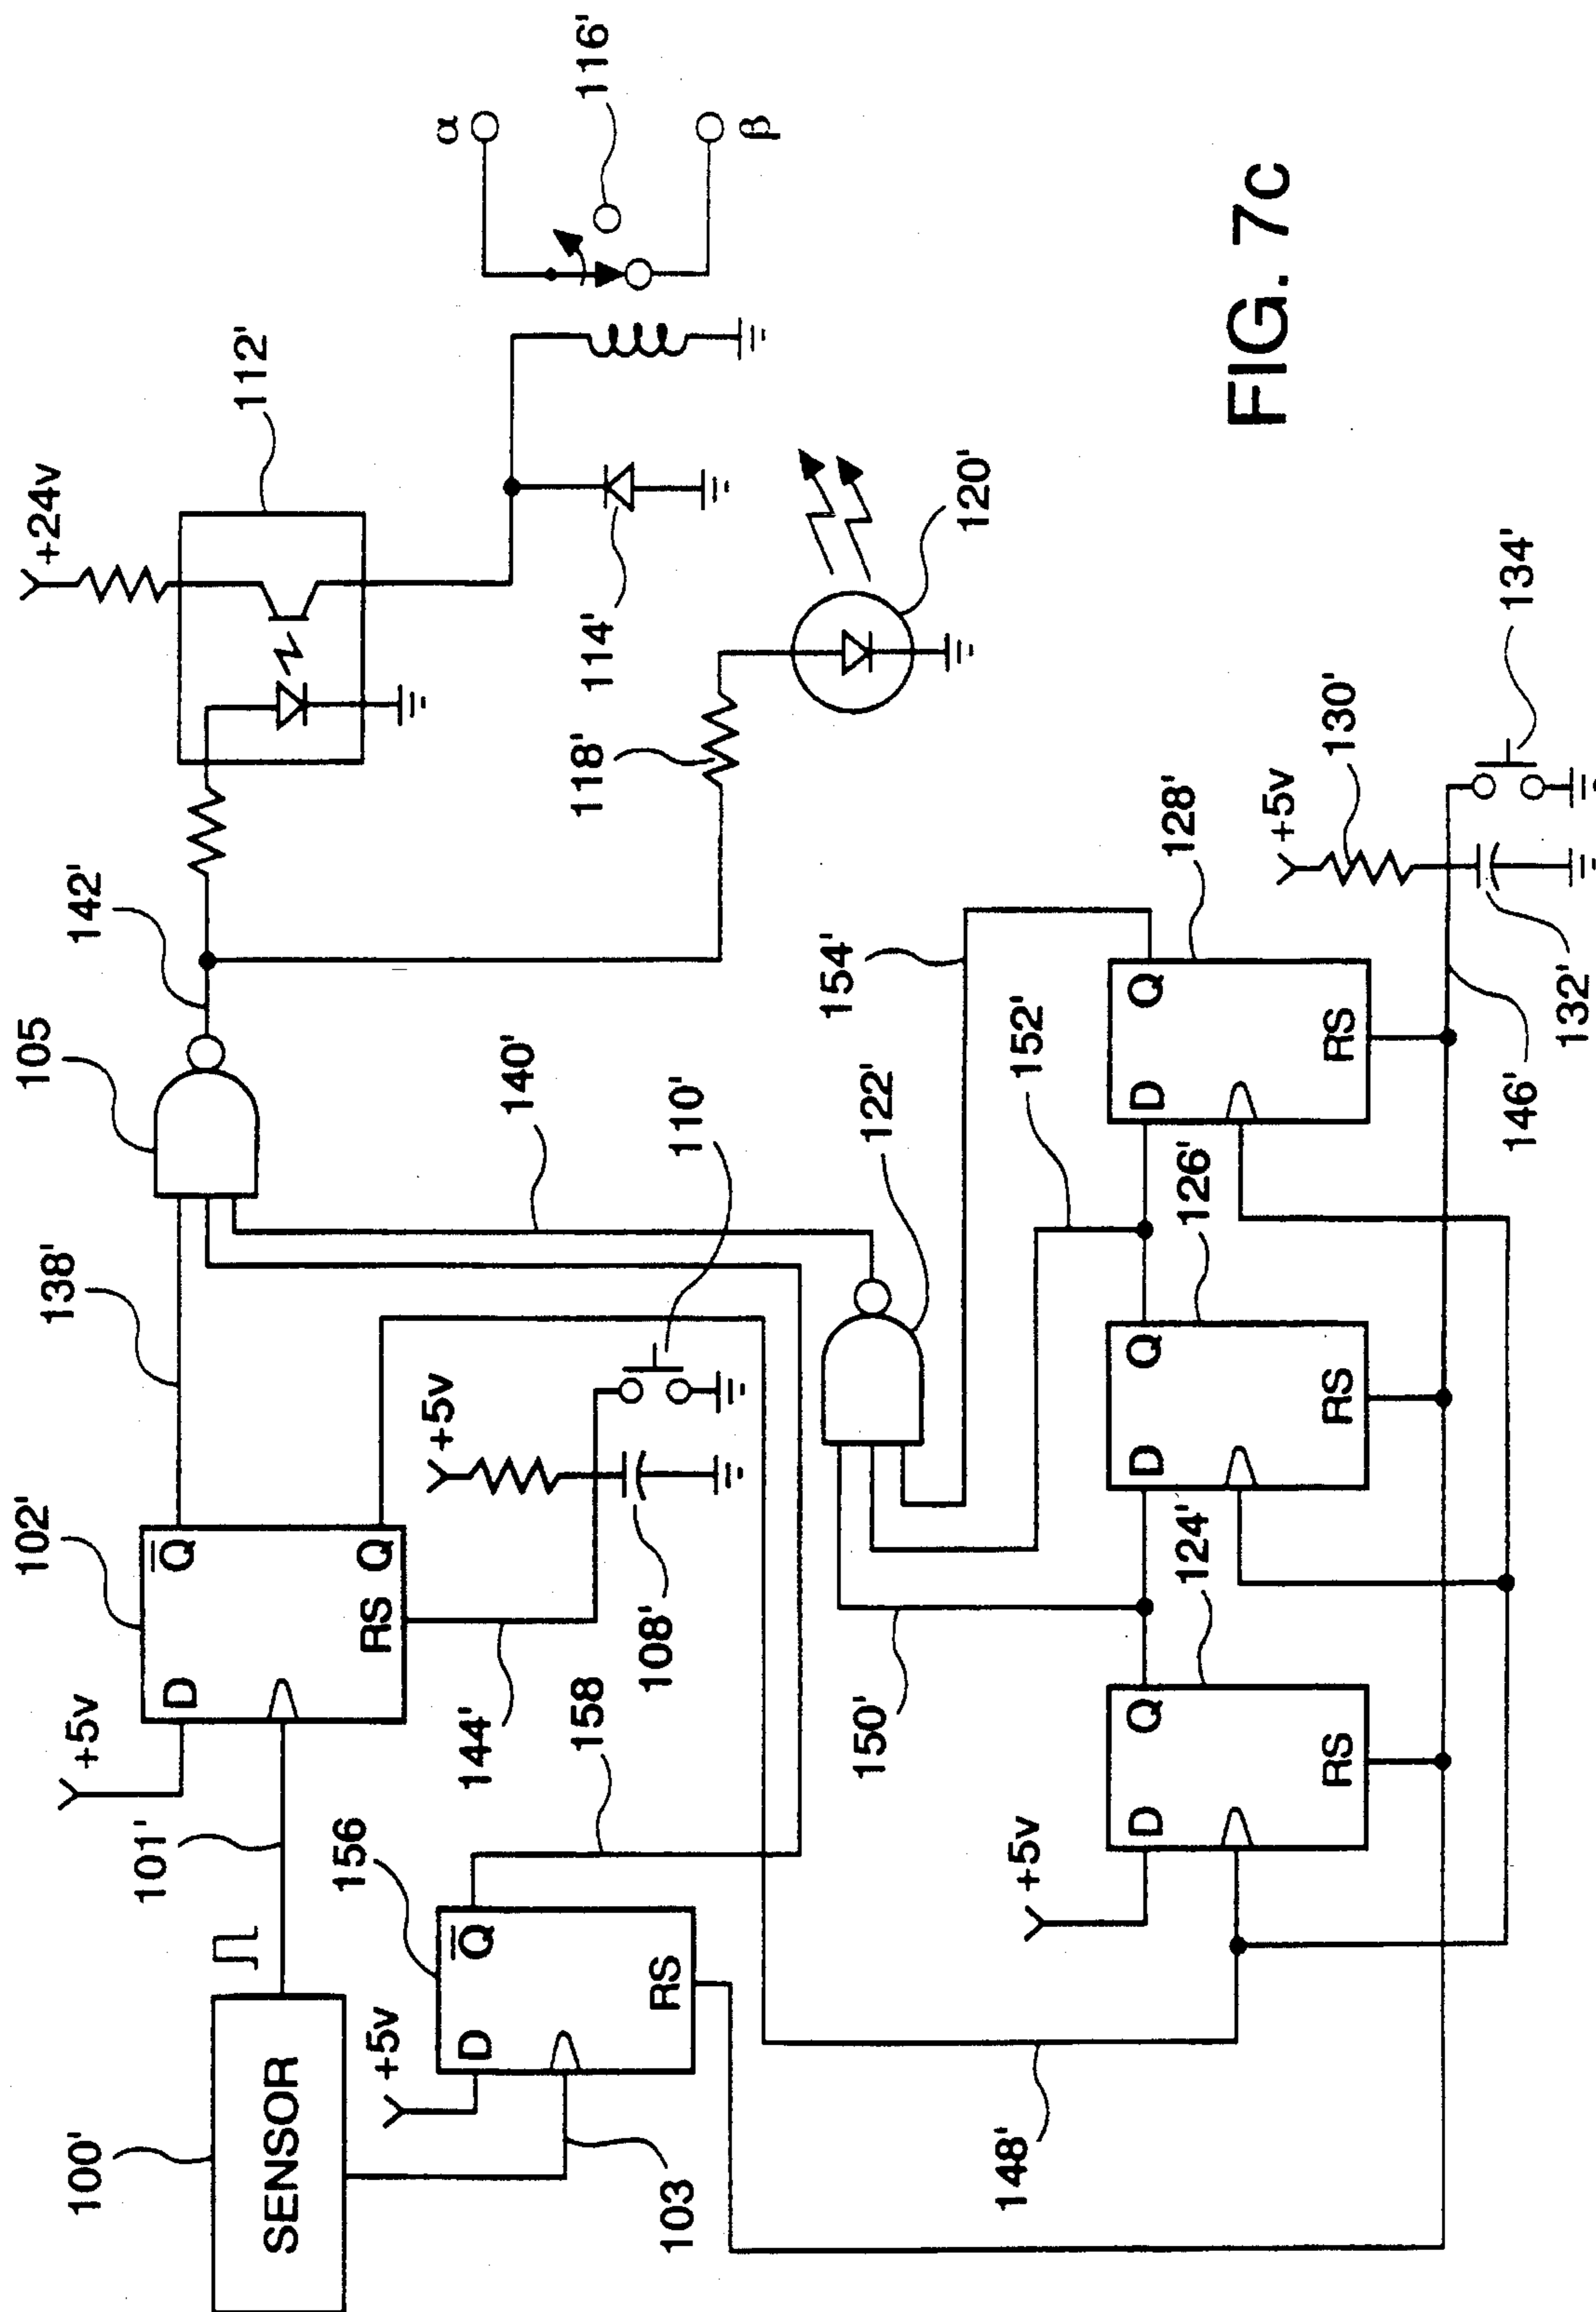 100'
SENSOR
101'
103
+5v
102'
D
Q̅
RS
Q
138'
105
142'
+24v
112'
α
116'
β
+5v
156
D
Q̅
RS
158
144'
+5v
108'
110'
140'
118'
114'
120'
148'
150'
122'
152'
154'
+5v
124'
D
Q
RS
126'
D
Q
RS
128'
D
Q
RS
+5v
130'
134'
146'
132'
FIG. 7c